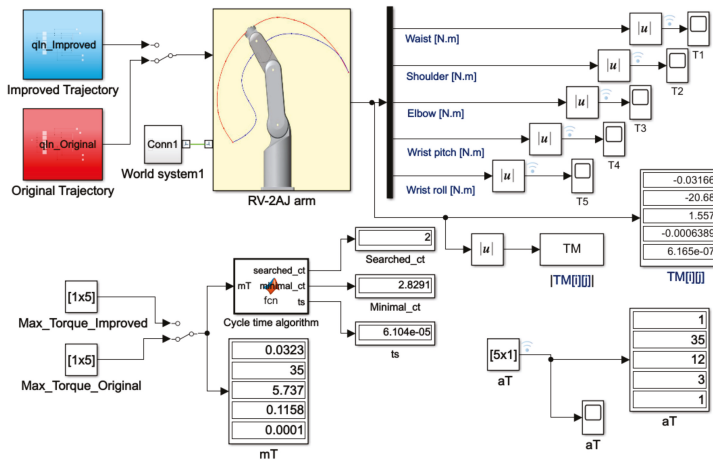 qIn_Improved
Improved Trajectory
qIn_Original
Original Trajectory
Conn1
World system1
RV-2AJ arm
Waist [N.m]
|u|
T1
Shoulder [N.m]
|u|
T2
Elbow [N.m]
|u|
T3
Wrist pitch [N.m]
|u|
T4
Wrist roll [N.m]
|u|
T5
-0.03166
-20.68
1.557
-0.0006389
6.165e-07
TM[i][j]
|u|
TM
|TM[i][j]|
[1x5]
Max_Torque_Improved
[1x5]
Max_Torque_Original
mT
searched_ct
minimal_ct
ts
fcn
Cycle time algorithm
2
Searched_ct
2.8291
Minimal_ct
6.104e-05
ts
0.0323
35
5.737
0.1158
0.0001
mT
[5x1]
aT
aT
1
35
12
3
1
aT